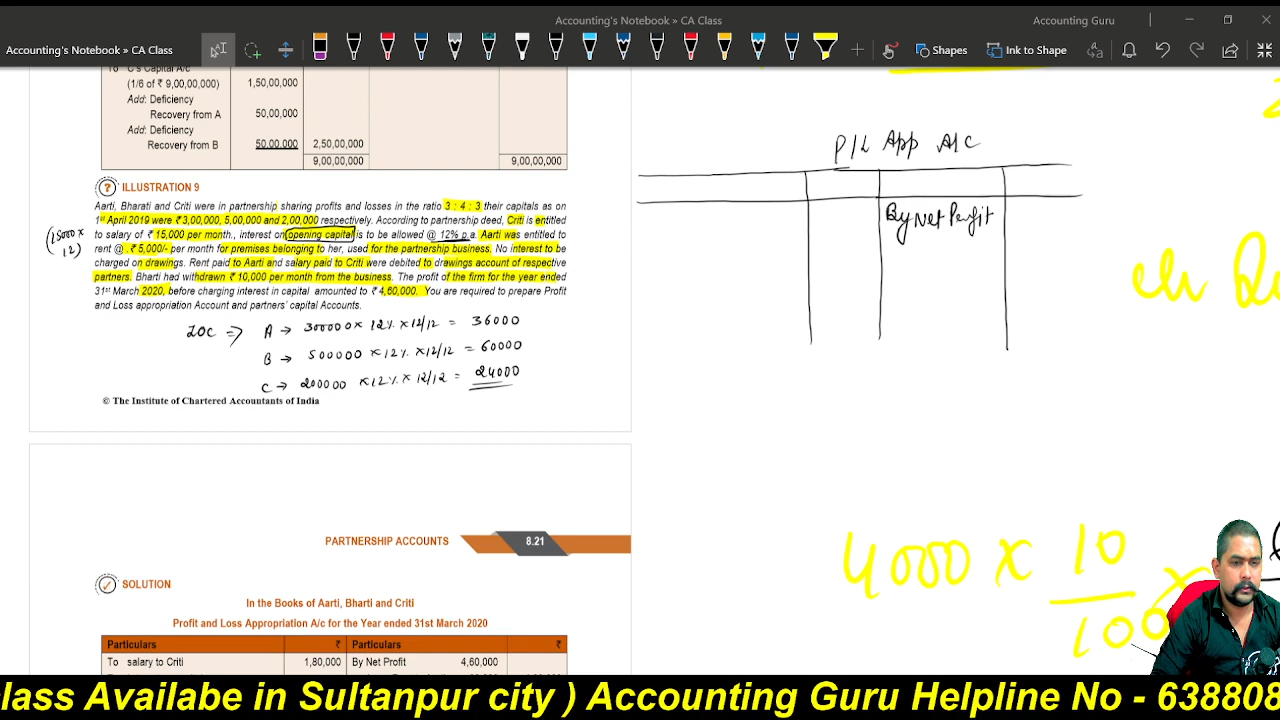 Accounting's Notebook » CA Class
Accounting Guru
Accounting's Notebook » CA Class
Shapes
Ink to Shape
To C's Capital A/c
(1/6 of ₹ 9,00,00,000) 1,50,00,000
Add: Deficiency
Recovery from A 50,00,000
Add: Deficiency
Recovery from B 50,00,000 2,50,00,000
9,00,00,000 9,00,00,000
? ILLUSTRATION 9
Aarti, Bharati and Criti were in partnership sharing profits and losses in the ratio 3 : 4 : 3 their capitals as on
1st April 2019 were ₹ 3,00,000, 5,00,000 and 2,00,000 respectively. According to partnership deed, Criti is entitled
to salary of ₹ 15,000 per month., interest on opening capital is to be allowed @ 12% p.a. Aarti was entitled to
rent @ . ₹ 5,000/- per month for premises belonging to her, used for the partnership business. No interest to be
charged on drawings. Rent paid to Aarti and salary paid to Criti were debited to drawings account of respective
partners. Bharti had withdrawn ₹ 10,000 per month from the business. The profit of the firm for the year ended
31st March 2020, before charging interest in capital amounted to ₹ 4,60,000. You are required to prepare Profit
and Loss appropriation Account and partners' capital Accounts.
(15000 x
12)
IOC => A → 300000 x 12% x 12/12 = 36000
B → 500000 x 12% x 12/12 = 60000
C → 200000 x 12% x 12/12 = 24000
© The Institute of Chartered Accountants of India
PARTNERSHIP ACCOUNTS 8.21
SOLUTION
In the Books of Aarti, Bharti and Criti
Profit and Loss Appropriation A/c for the Year ended 31st March 2020
Particulars ₹ Particulars ₹
To salary to Criti 1,80,000 By Net Profit 4,60,000
P/L App A/C
By Net Profit
4000 x 10
100
class Availabe in Sultanpur city ) Accounting Guru Helpline No - 638808